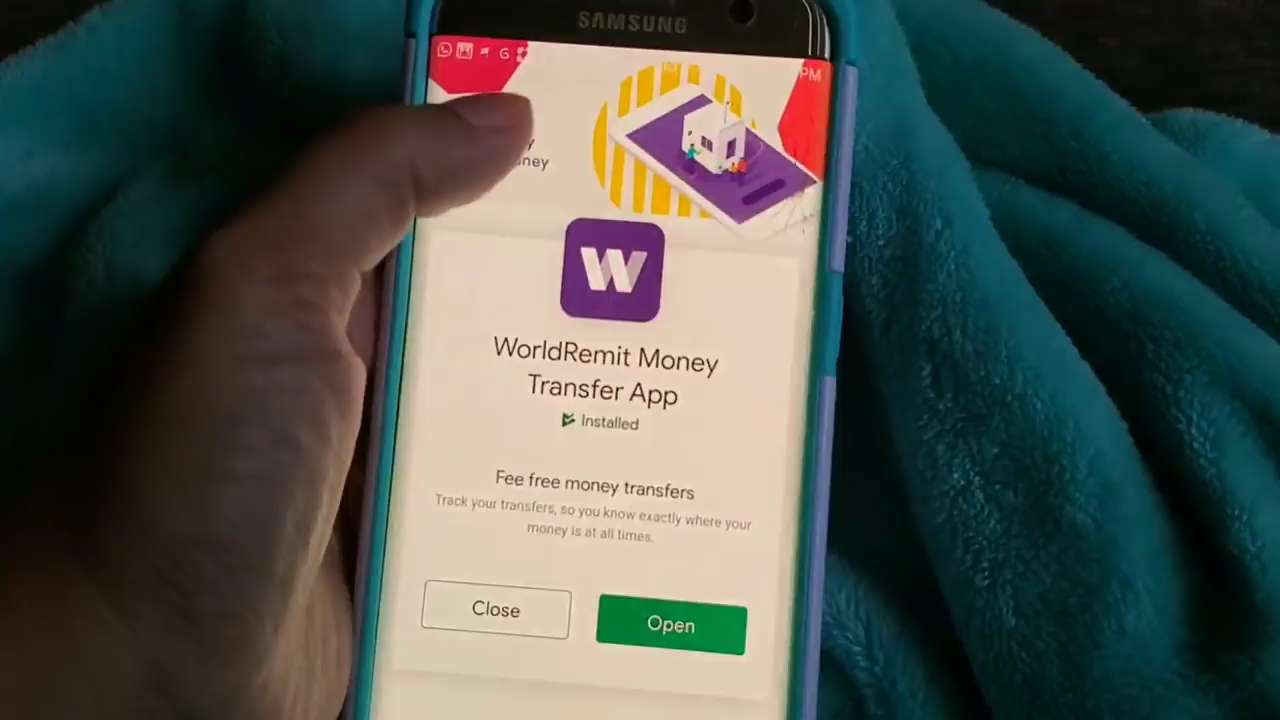 SAMSUNG
G
PM
W
WorldRemit Money
Transfer App
Installed
Fee free money transfers
Track your transfers, so you know exactly where your
money is at all times.
Close
Open